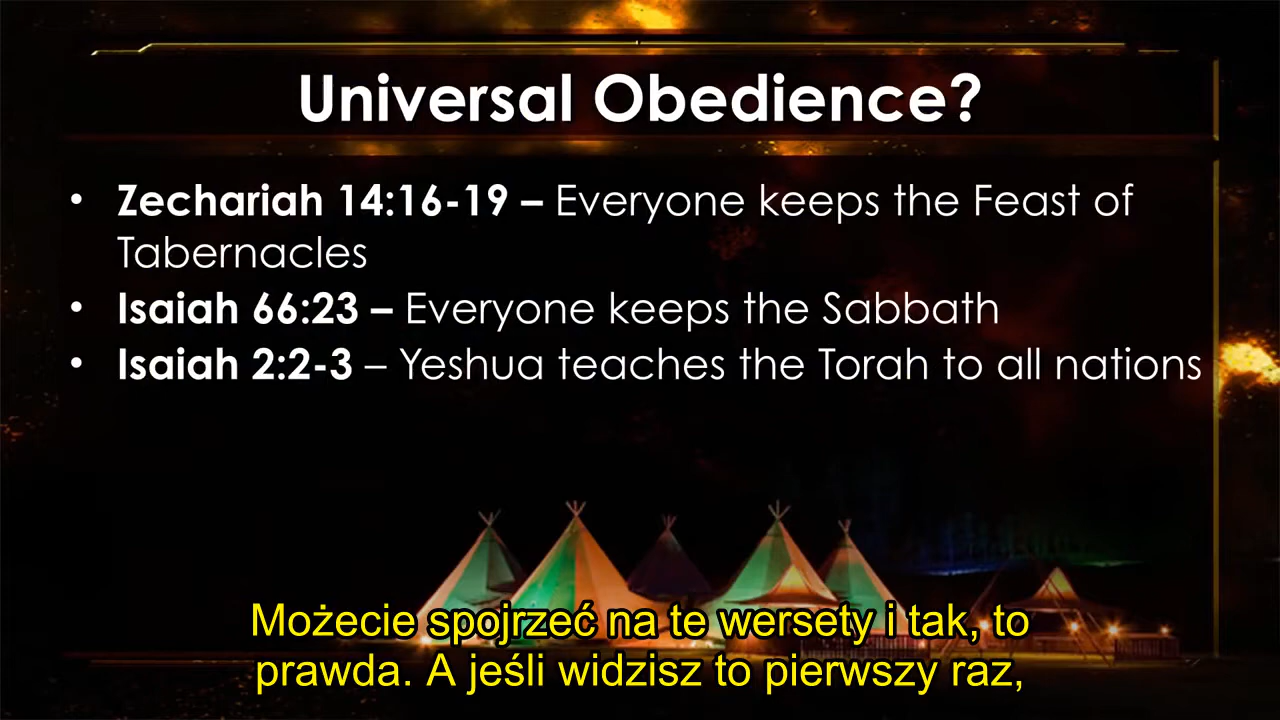 Universal Obedience?
• Zechariah 14:16-19 – Everyone keeps the Feast of
Tabernacles
• Isaiah 66:23 – Everyone keeps the Sabbath
• Isaiah 2:2-3 – Yeshua teaches the Torah to all nations
Możecie spojrzeć na te wersety i tak, to
prawda. A jeśli widzisz to pierwszy raz,